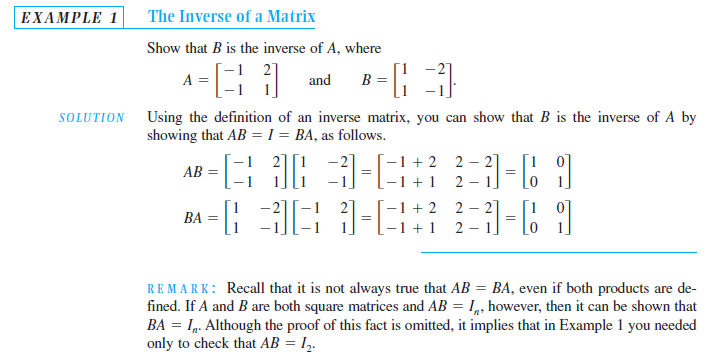 EXAMPLE 1 The Inverse of a Matrix
Show that B is the inverse of A, where
A = [−1 2; −1 1] and B = [1 −2; 1 −1].
SOLUTION Using the definition of an inverse matrix, you can show that B is the inverse of A by
showing that AB = I = BA, as follows.
AB = [−1 2; −1 1][1 −2; 1 −1] = [−1 + 2 2 − 2; −1 + 1 2 − 1] = [1 0; 0 1]
BA = [1 −2; 1 −1][−1 2; −1 1] = [−1 + 2 2 − 2; −1 + 1 2 − 1] = [1 0; 0 1]
REMARK: Recall that it is not always true that AB = BA, even if both products are de-
fined. If A and B are both square matrices and AB = Iₙ, however, then it can be shown that
BA = Iₙ. Although the proof of this fact is omitted, it implies that in Example 1 you needed
only to check that AB = I₂.